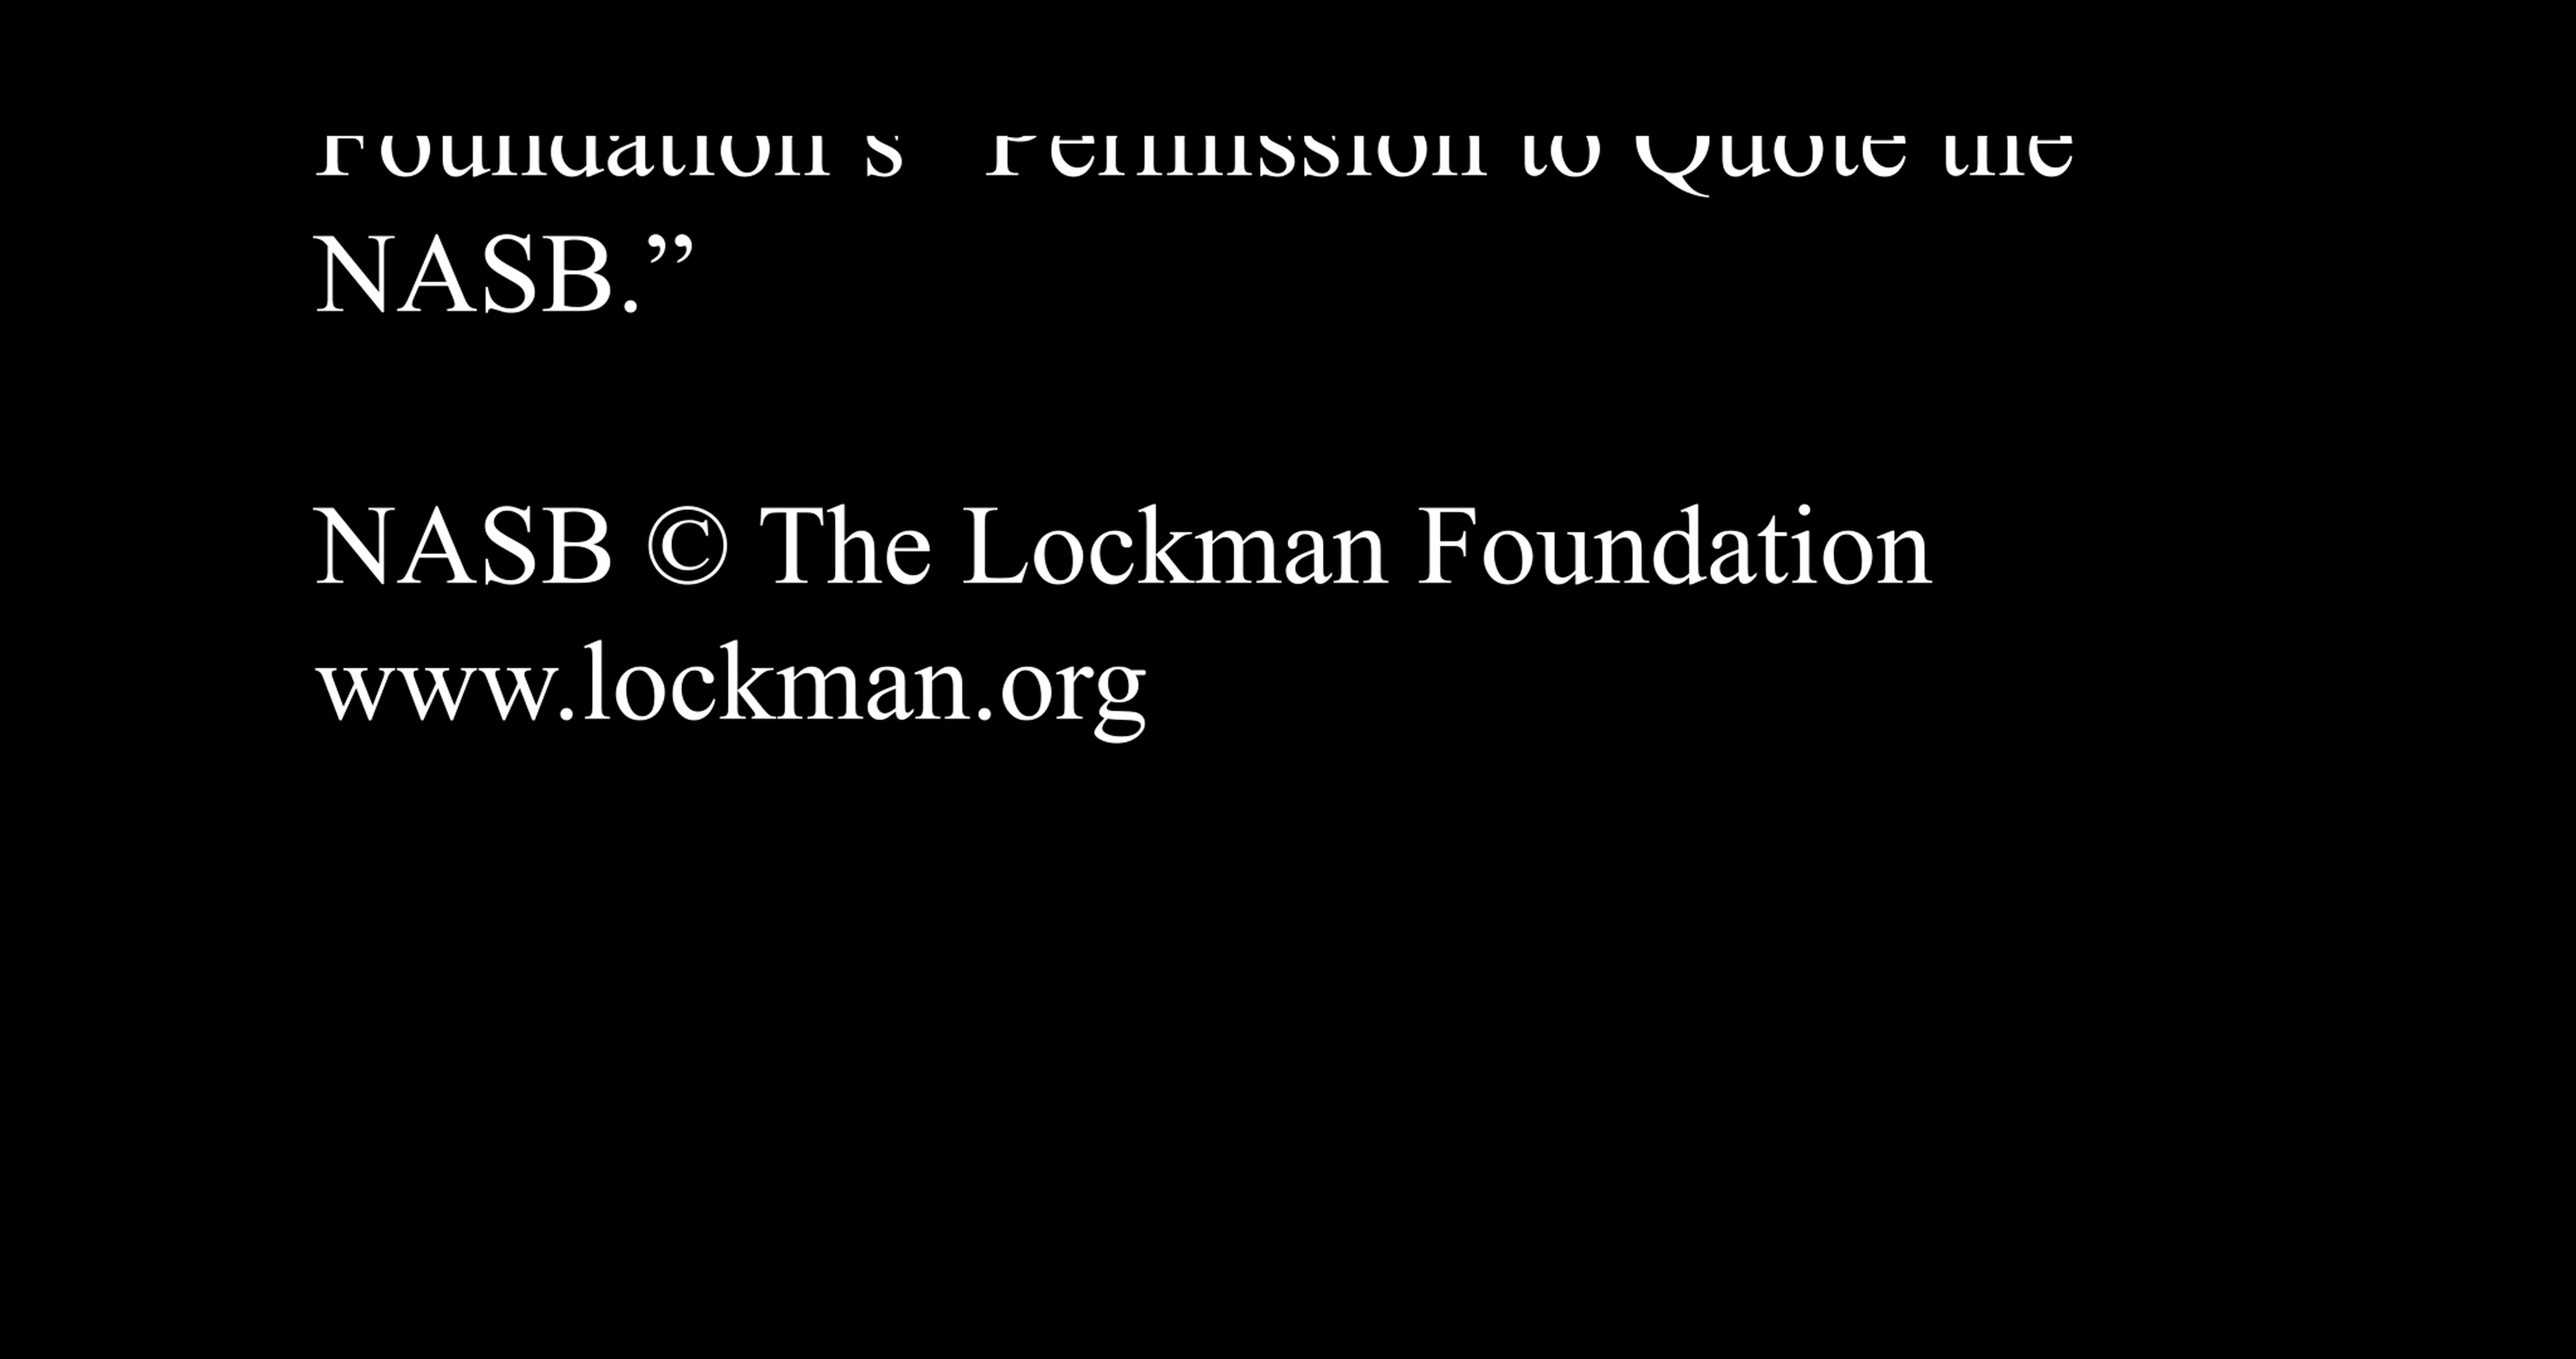 Foundation's “Permission to Quote the
NASB.”
NASB © The Lockman Foundation
www.lockman.org